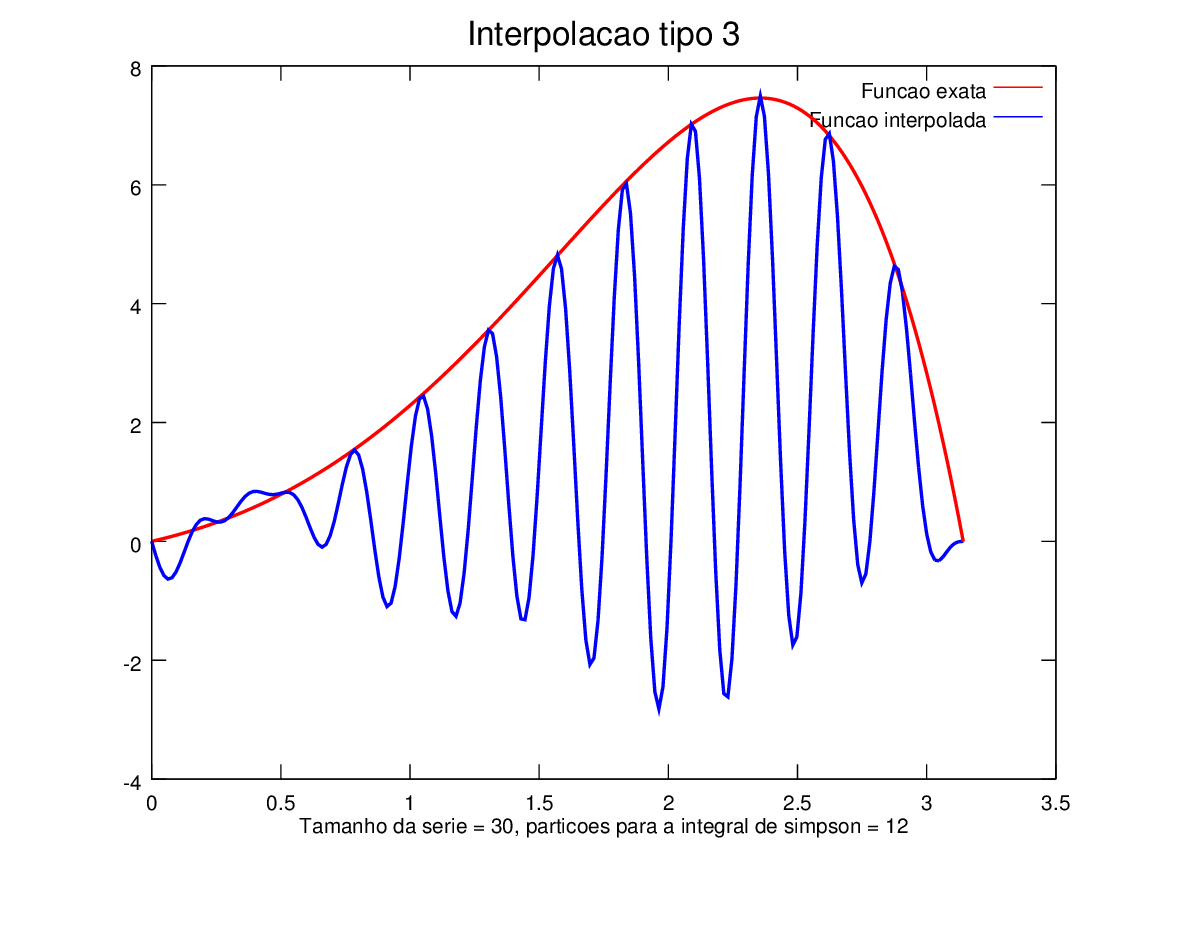 Interpolacao tipo 3
8
6
4
2
0
-2
-4
Funcao exata
Funcao interpolada
0 0.5 1 1.5 2 2.5 3 3.5
Tamanho da serie = 30, particoes para a integral de simpson = 12